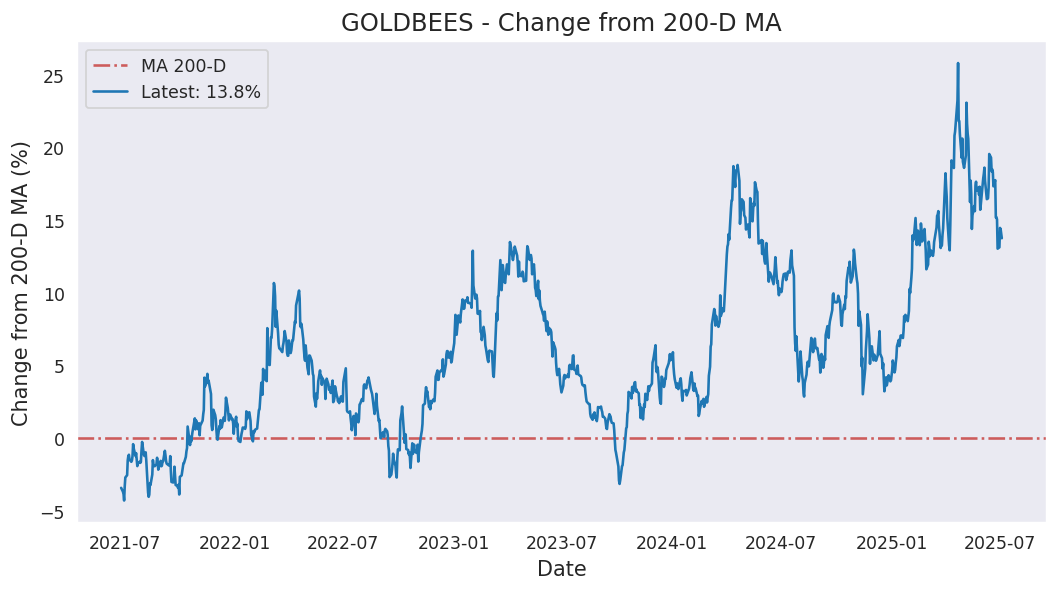 GOLDBEES - Change from 200-D MA
MA 200-D
Latest: 13.8%
Change from 200-D MA (%)
25
20
15
10
5
0
−5
2021-07 2022-01 2022-07 2023-01 2023-07 2024-01 2024-07 2025-01 2025-07
Date